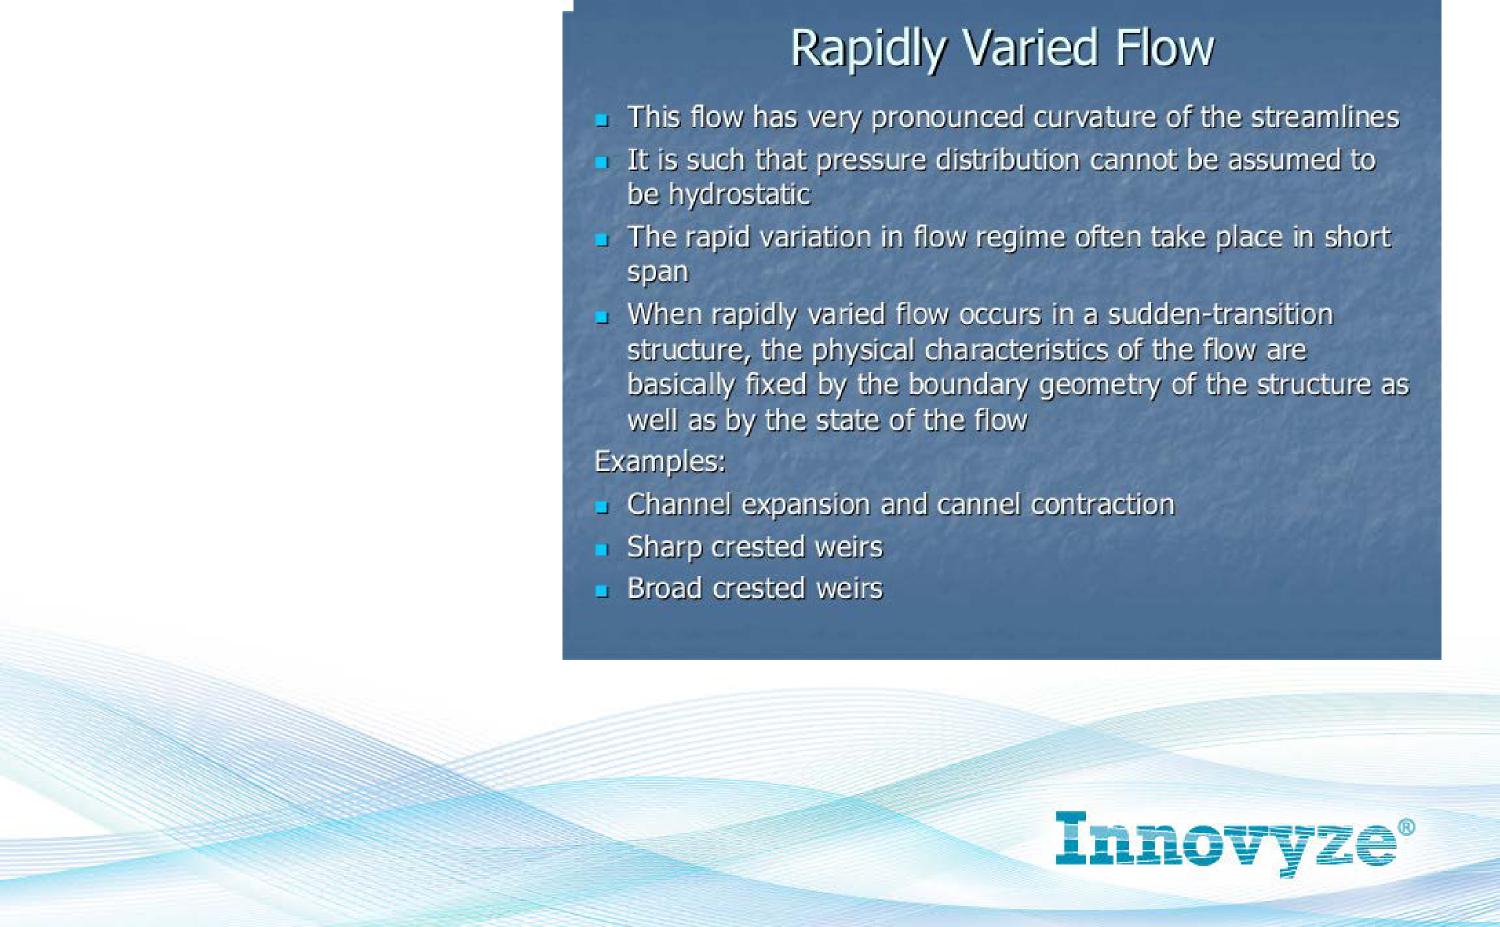 Rapidly Varied Flow
This flow has very pronounced curvature of the streamlines
It is such that pressure distribution cannot be assumed to
be hydrostatic
The rapid variation in flow regime often take place in short
span
When rapidly varied flow occurs in a sudden-transition
structure, the physical characteristics of the flow are
basically fixed by the boundary geometry of the structure as
well as by the state of the flow
Examples:
Channel expansion and cannel contraction
Sharp crested weirs
Broad crested weirs
Innovyze®